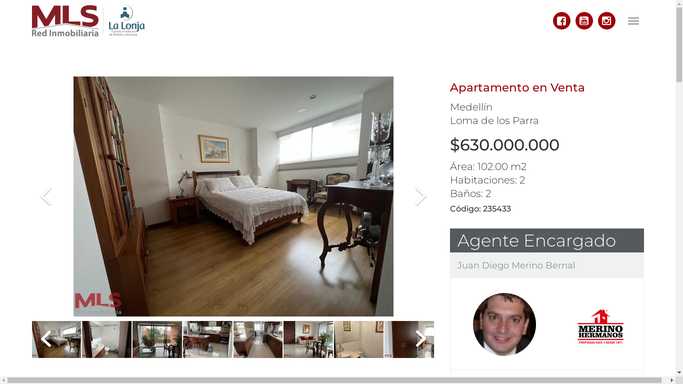 MLS
Red Inmobiliaria
La Lonja
Apartamento en Venta
Medellín
Loma de los Parra
$630.000.000
Área: 102.00 m2
Habitaciones: 2
Baños: 2
Código: 235433
Agente Encargado
Juan Diego Merino Bernal
MERINO
HERMANOS
MLS